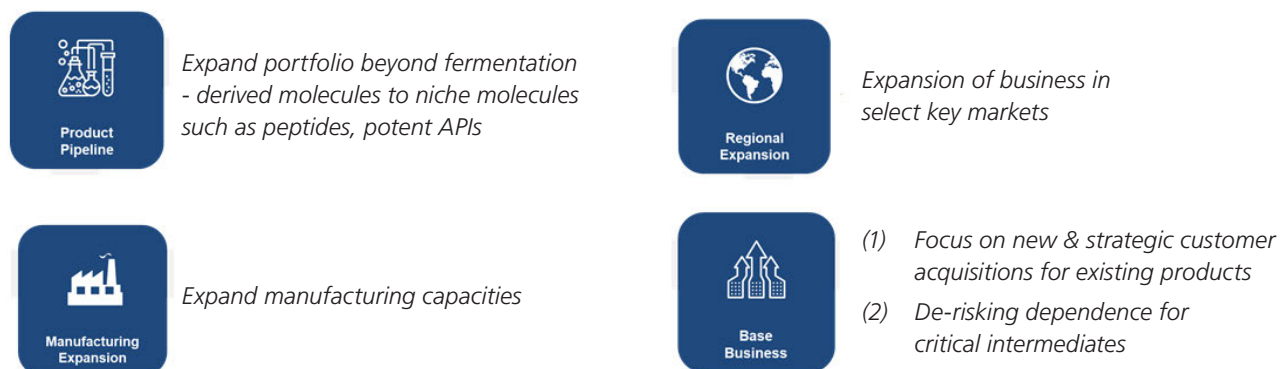 Product
Pipeline
Expand portfolio beyond fermentation
- derived molecules to niche molecules
such as peptides, potent APIs
Regional
Expansion
Expansion of business in
select key markets
Manufacturing
Expansion
Expand manufacturing capacities
Base
Business
(1) Focus on new & strategic customer
acquisitions for existing products
(2) De-risking dependence for
critical intermediates